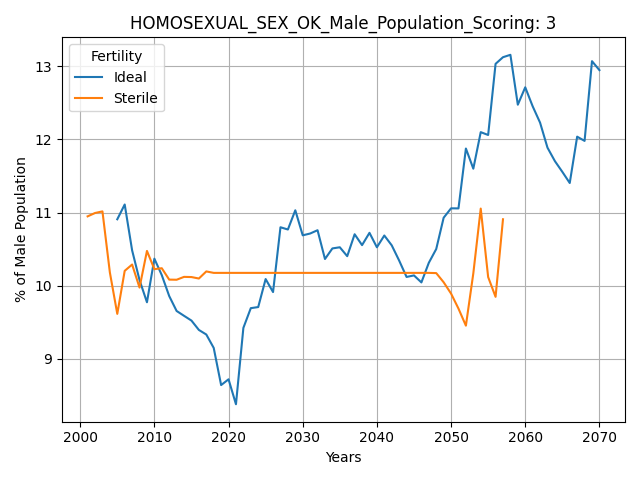 HOMOSEXUAL_SEX_OK_Male_Population_Scoring: 3
Fertility
Ideal
Sterile
% of Male Population
13
12
11
10
9
2000 2010 2020 2030 2040 2050 2060 2070
Years